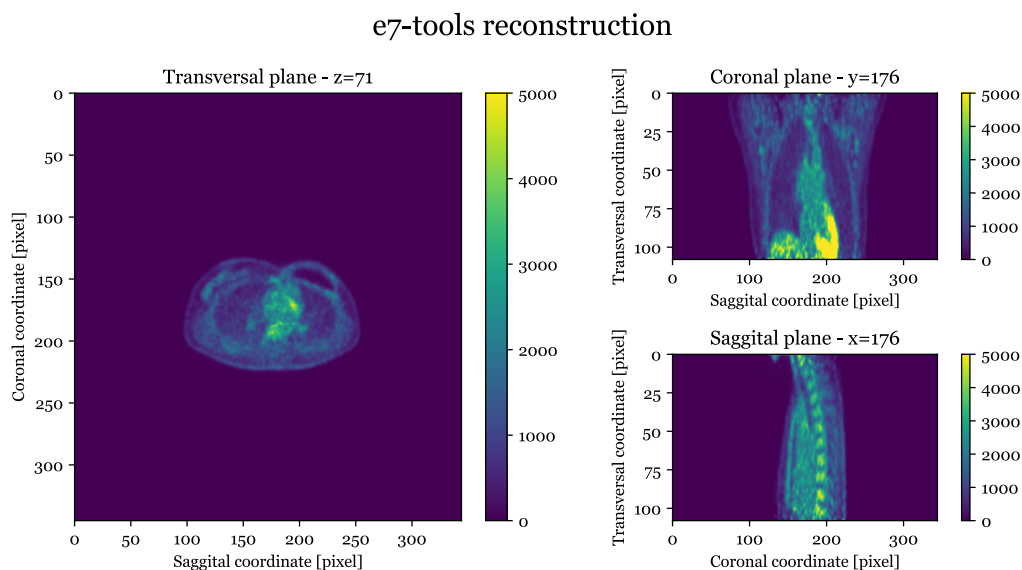 e7-tools reconstruction
Transversal plane - z=71
0
50
100
150
200
250
300
Coronal coordinate [pixel]
0 50 100 150 200 250 300
Saggital coordinate [pixel]
5000
4000
3000
2000
1000
0
Coronal plane - y=176
0
25
50
75
100
Transversal coordinate [pixel]
0 100 200 300
Saggital coordinate [pixel]
5000
4000
3000
2000
1000
0
Saggital plane - x=176
0
25
50
75
100
Transversal coordinate [pixel]
0 100 200 300
Coronal coordinate [pixel]
5000
4000
3000
2000
1000
0